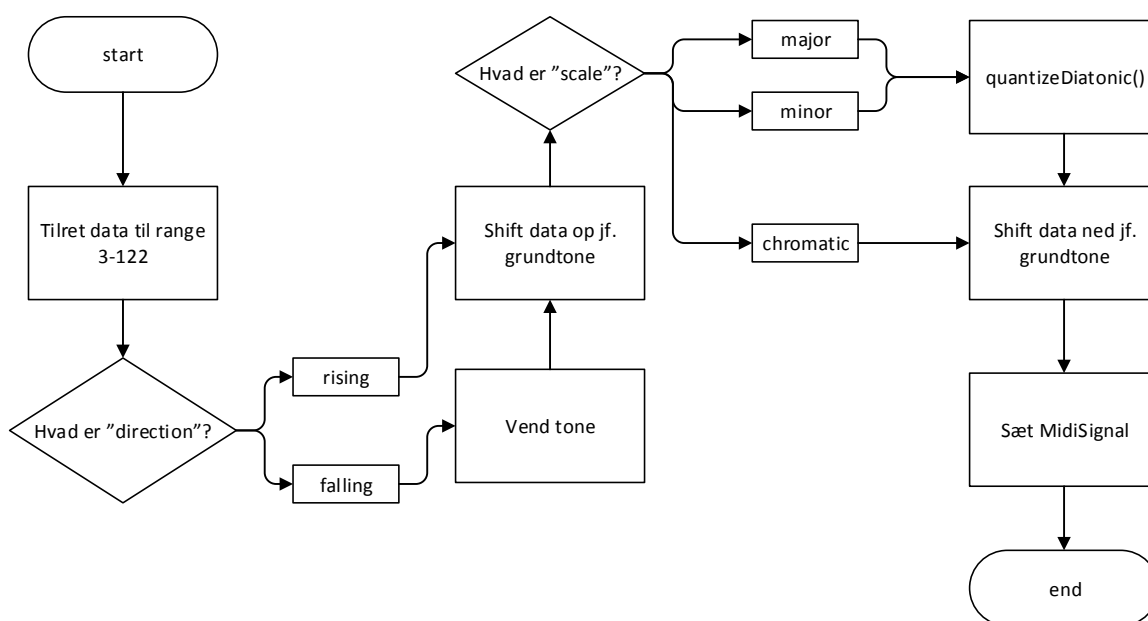 start
Tilret data til range
3-122
Hvad er ”direction”?
rising
falling
Vend tone
Shift data op jf.
grundtone
Hvad er ”scale”?
major
minor
chromatic
quantizeDiatonic()
Shift data ned jf.
grundtone
Sæt MidiSignal
end